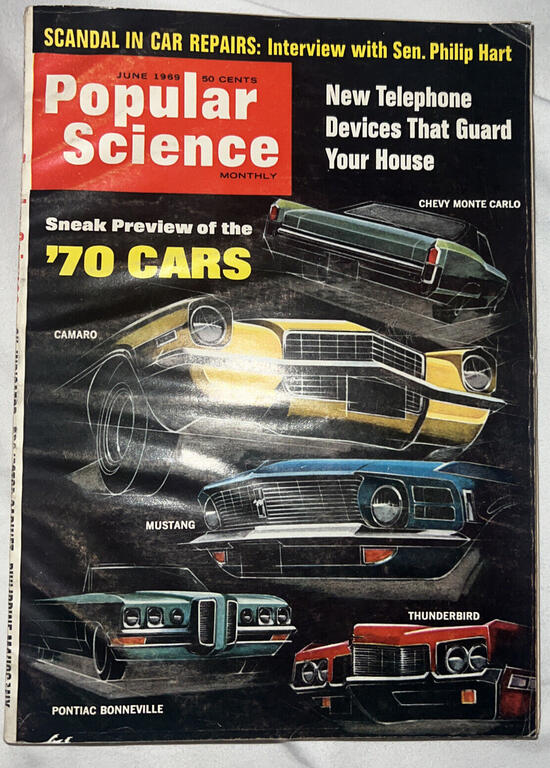 SCANDAL IN CAR REPAIRS: Interview with Sen. Philip Hart
JUNE 1969 50 CENTS
Popular
Science
MONTHLY
New Telephone
Devices That Guard
Your House
CHEVY MONTE CARLO
Sneak Preview of the
'70 CARS
CAMARO
MUSTANG
THUNDERBIRD
PONTIAC BONNEVILLE